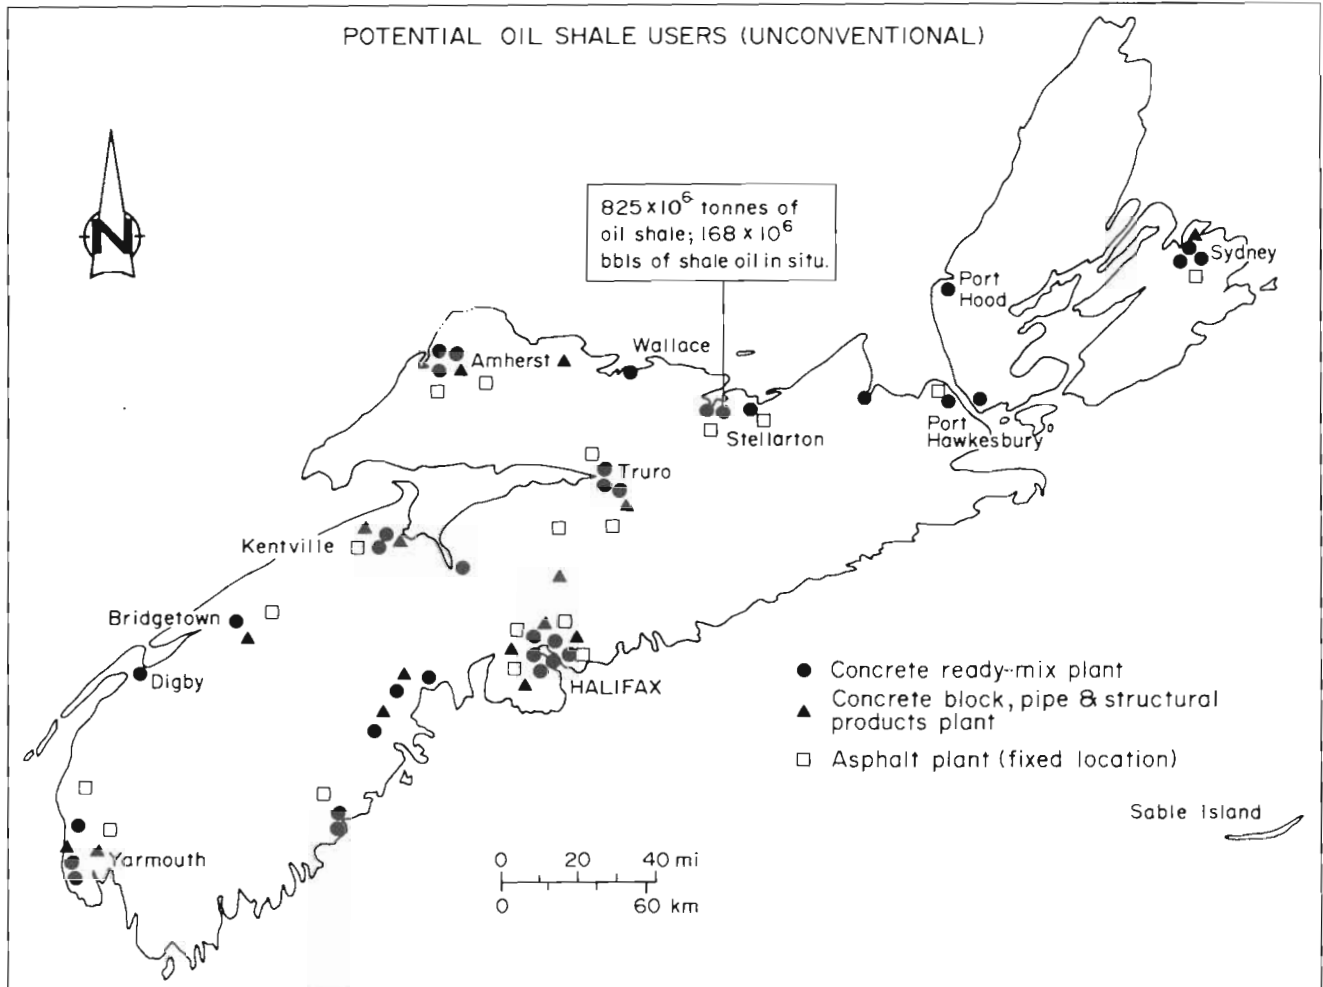 POTENTIAL OIL SHALE USERS (UNCONVENTIONAL)
N
825 x 10⁶ tonnes of
oil shale; 168 x 10⁶
bbls of shale oil in situ.
Sydney
Port
Hood
Wallace
Amherst
Port
Hawkesbury
Stellarton
Truro
Kentville
Bridgetown
Digby
HALIFAX
Concrete ready-mix plant
Concrete block, pipe & structural
products plant
Asphalt plant (fixed location)
Sable Island
Yarmouth
0 20 40 mi
0 60 km